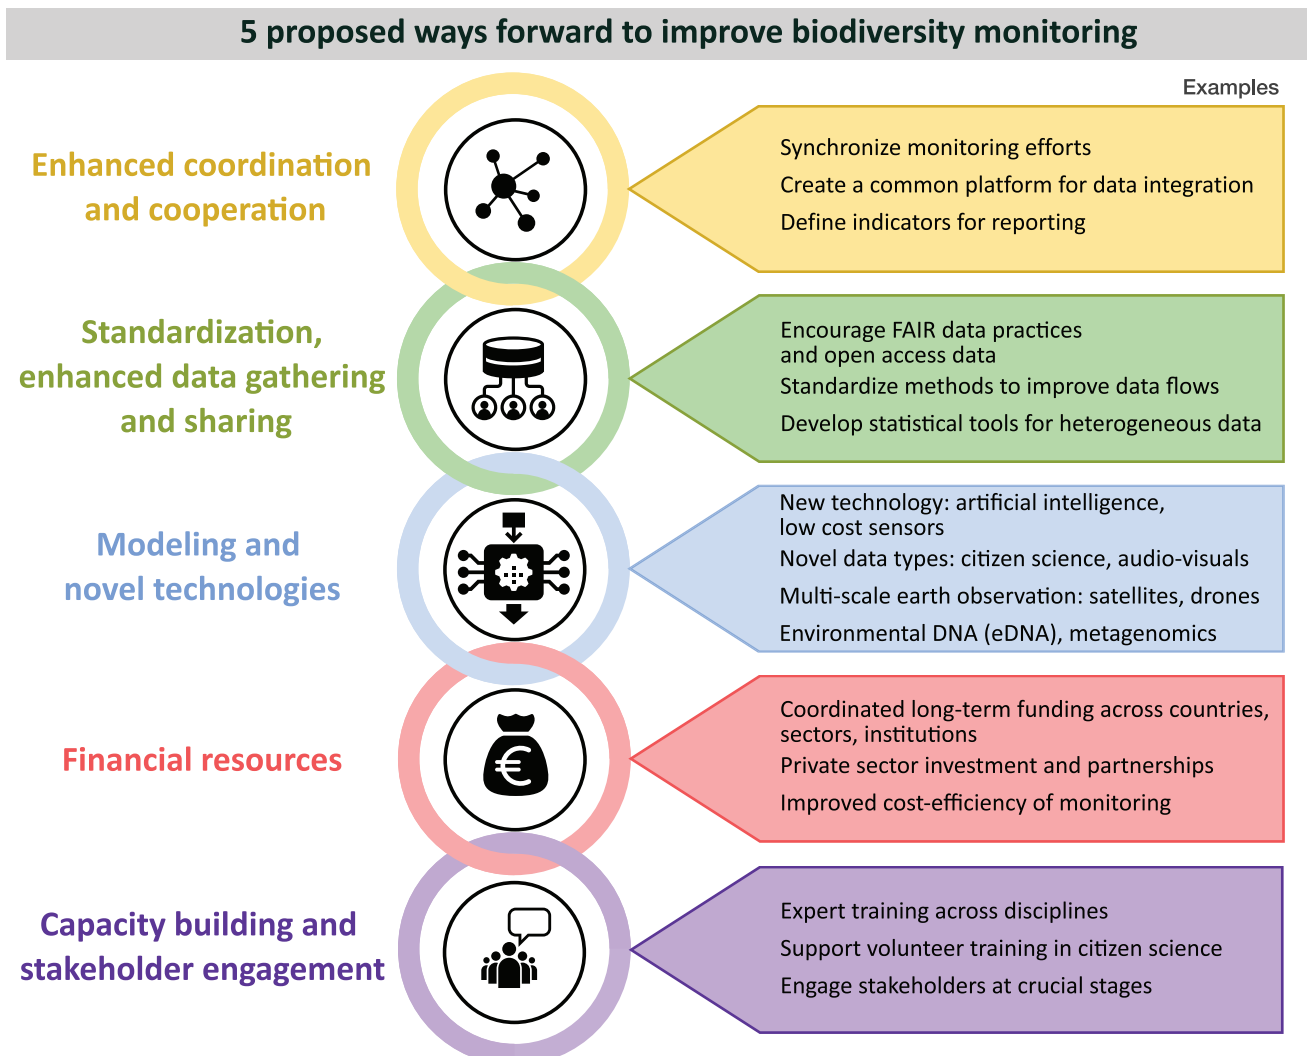 5 proposed ways forward to improve biodiversity monitoring
Examples
Enhanced coordination
and cooperation
Synchronize monitoring efforts
Create a common platform for data integration
Define indicators for reporting
Standardization,
enhanced data gathering
and sharing
Encourage FAIR data practices
and open access data
Standardize methods to improve data flows
Develop statistical tools for heterogeneous data
Modeling and
novel technologies
New technology: artificial intelligence,
low cost sensors
Novel data types: citizen science, audio-visuals
Multi-scale earth observation: satellites, drones
Environmental DNA (eDNA), metagenomics
Financial resources
€
Coordinated long-term funding across countries,
sectors, institutions
Private sector investment and partnerships
Improved cost-efficiency of monitoring
Capacity building and
stakeholder engagement
Expert training across disciplines
Support volunteer training in citizen science
Engage stakeholders at crucial stages